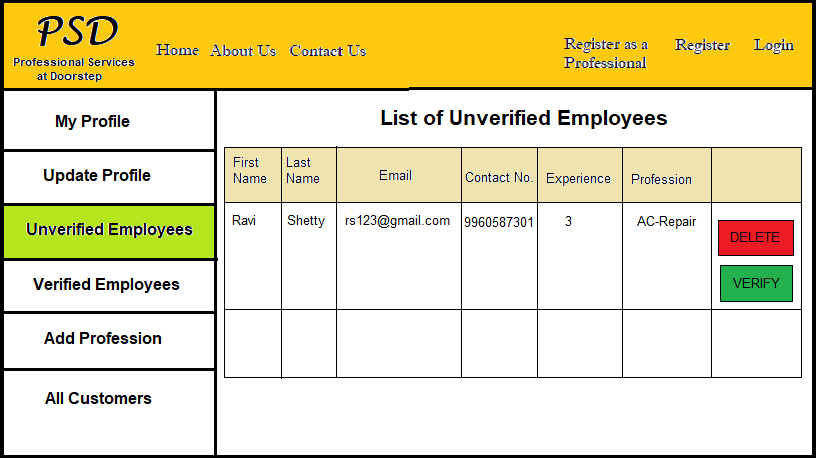 PSD
Professional Services
at Doorstep
Home About Us Contact Us
Register as a
Professional
Register
Login
My Profile
Update Profile
Unverified Employees
Verified Employees
Add Profession
All Customers
List of Unverified Employees
First
Name
Last
Name
Email
Contact No.
Experience
Profession
Ravi
Shetty
rs123@gmail.com
9960587301
3
AC-Repair
DELETE
VERIFY